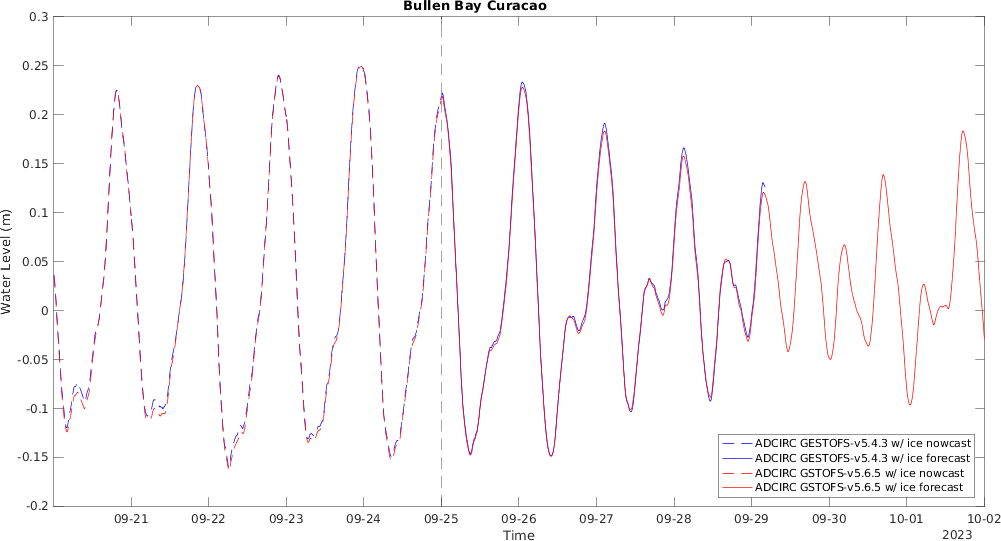 Bullen Bay Curacao
Water Level (m)
0.3
0.25
0.2
0.15
0.1
0.05
0
-0.05
-0.1
-0.15
-0.2
ADCIRC GESTOFS-v5.4.3 w/ ice nowcast
ADCIRC GESTOFS-v5.4.3 w/ ice forecast
ADCIRC GSTOFS-v5.6.5 w/ ice nowcast
ADCIRC GSTOFS-v5.6.5 w/ ice forecast
09-21 09-22 09-23 09-24 09-25 09-26 09-27 09-28 09-29 09-30 10-01 10-02
Time
2023